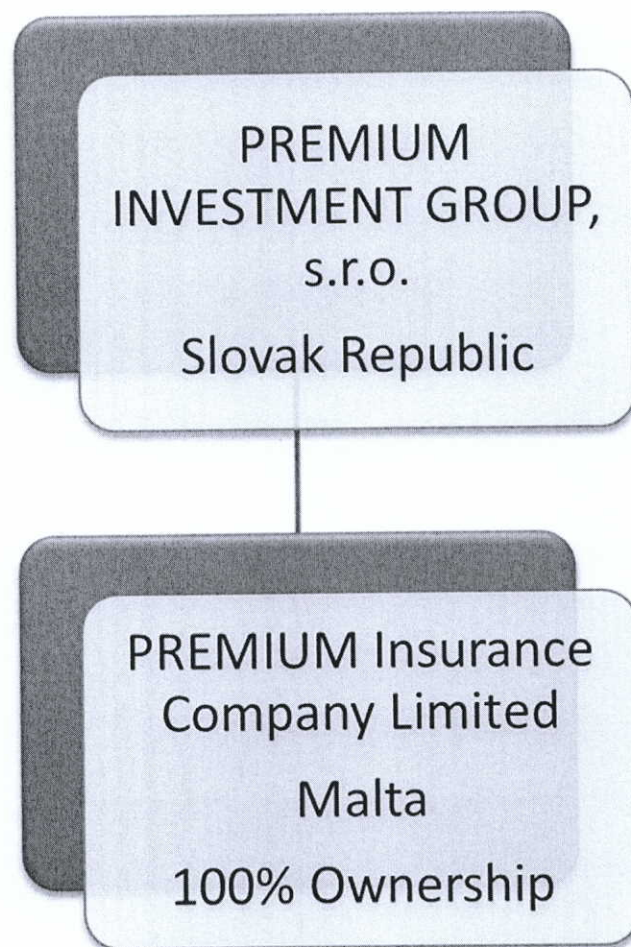 PREMIUM
INVESTMENT GROUP,
s.r.o.
Slovak Republic
PREMIUM Insurance
Company Limited
Malta
100% Ownership